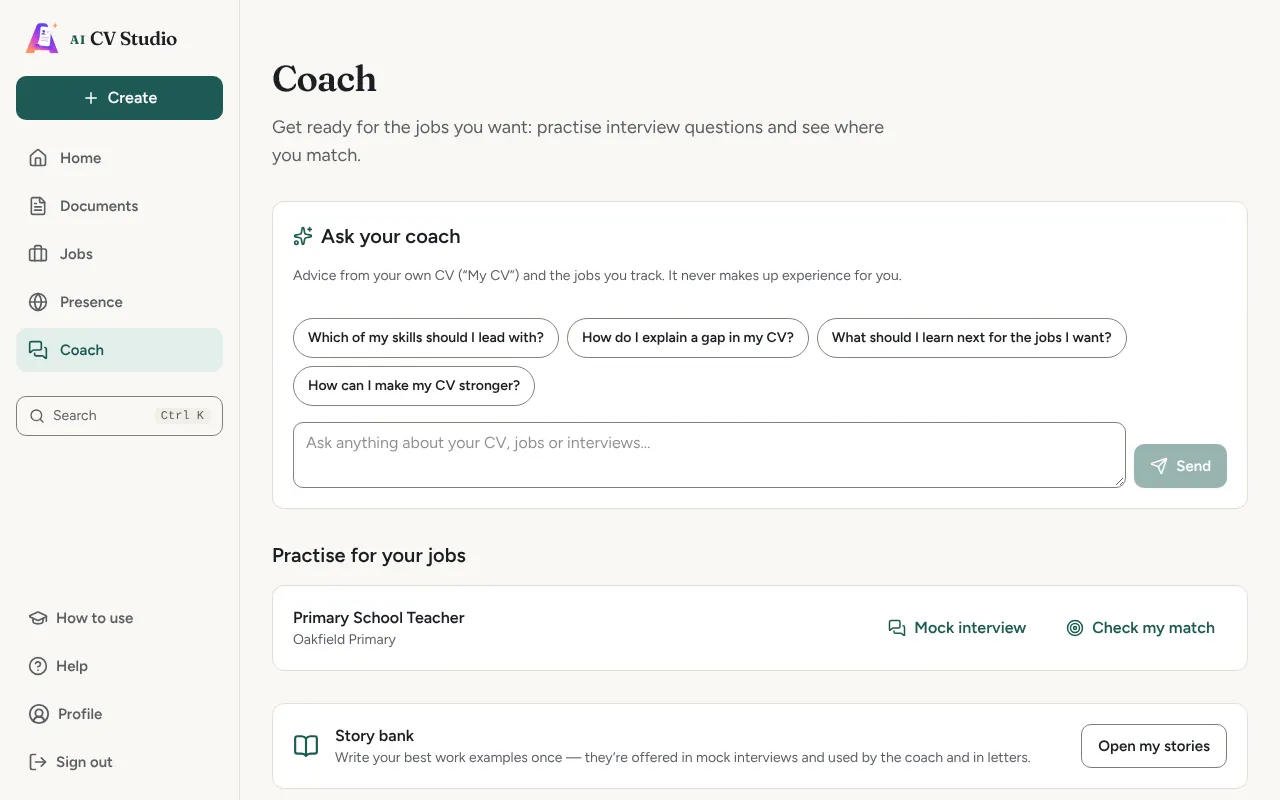 AI CV Studio
Create
Home
Documents
Jobs
Presence
Coach
Search Ctrl K
How to use
Help
Profile
Sign out
Coach
Get ready for the jobs you want: practise interview questions and see where
you match.
Ask your coach
Advice from your own CV (“My CV”) and the jobs you track. It never makes up experience for you.
Which of my skills should I lead with? How do I explain a gap in my CV? What should I learn next for the jobs I want?
How can I make my CV stronger?
Ask anything about your CV, jobs or interviews...
Send
Practise for your jobs
Primary School Teacher
Oakfield Primary
Mock interview Check my match
Story bank
Write your best work examples once — they’re offered in mock interviews and used by the coach and in letters.
Open my stories